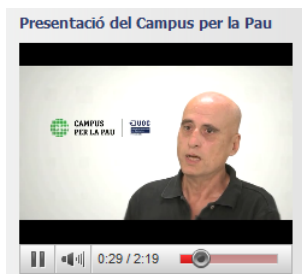 Presentació del Campus per la Pau
CAMPUS
PER LA PAU
UOC
0:29 / 2:19